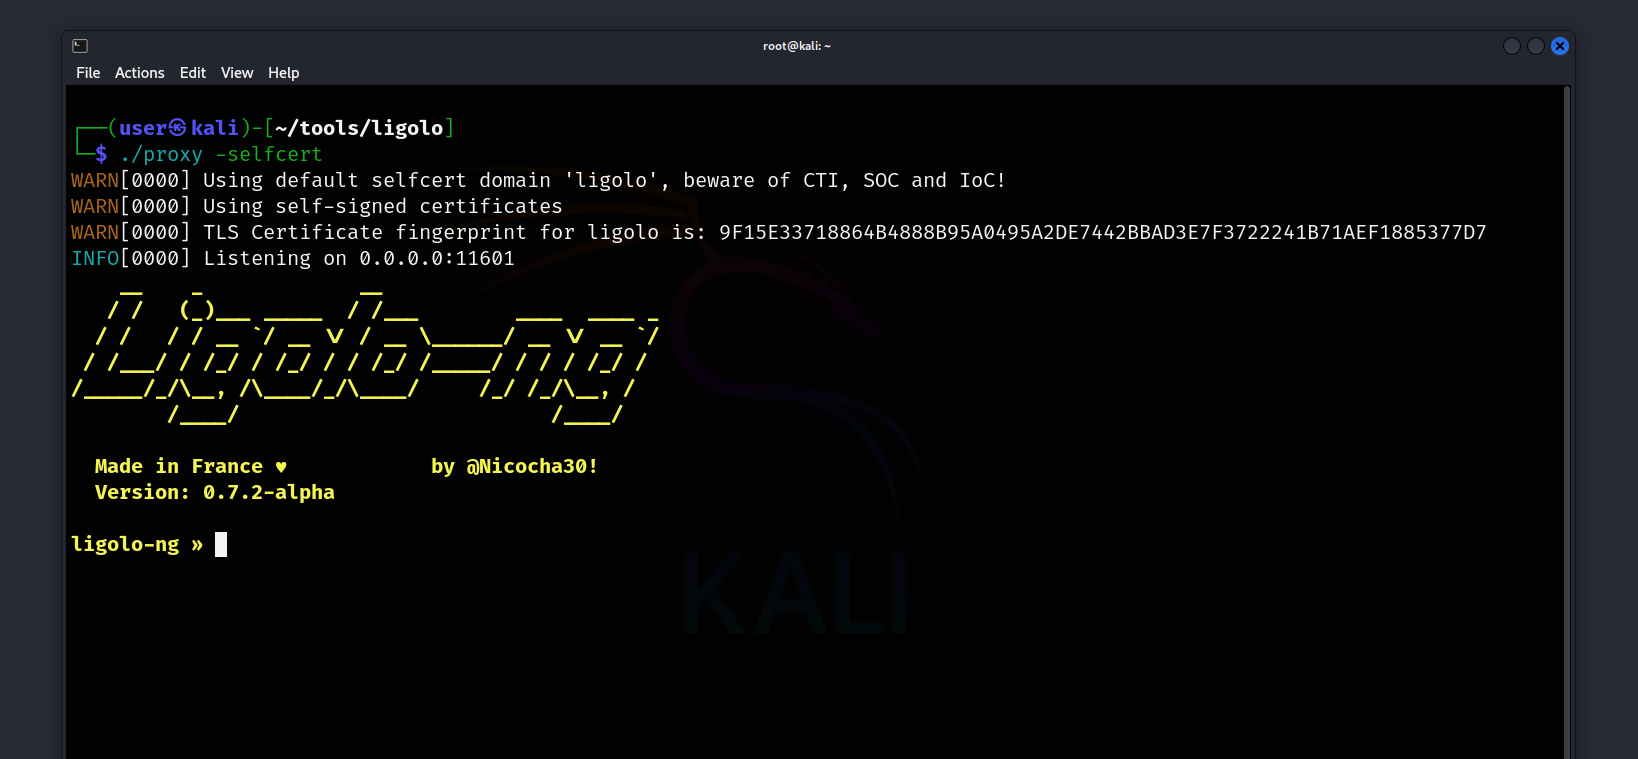 root@kali: ~
File Actions Edit View Help
┌──(user㉿kali)-[~/tools/ligolo]
└─$ ./proxy -selfcert
WARN[0000] Using default selfcert domain 'ligolo', beware of CTI, SOC and IoC!
WARN[0000] Using self-signed certificates
WARN[0000] TLS Certificate fingerprint for ligolo is: 9F15E33718864B4888B95A0495A2DE7442BBAD3E7F3722241B71AEF1885377D7
INFO[0000] Listening on 0.0.0.0:11601
Ligolo-ng
Made in France ♥ by @Nicocha30!
Version: 0.7.2-alpha
ligolo-ng »
KALI